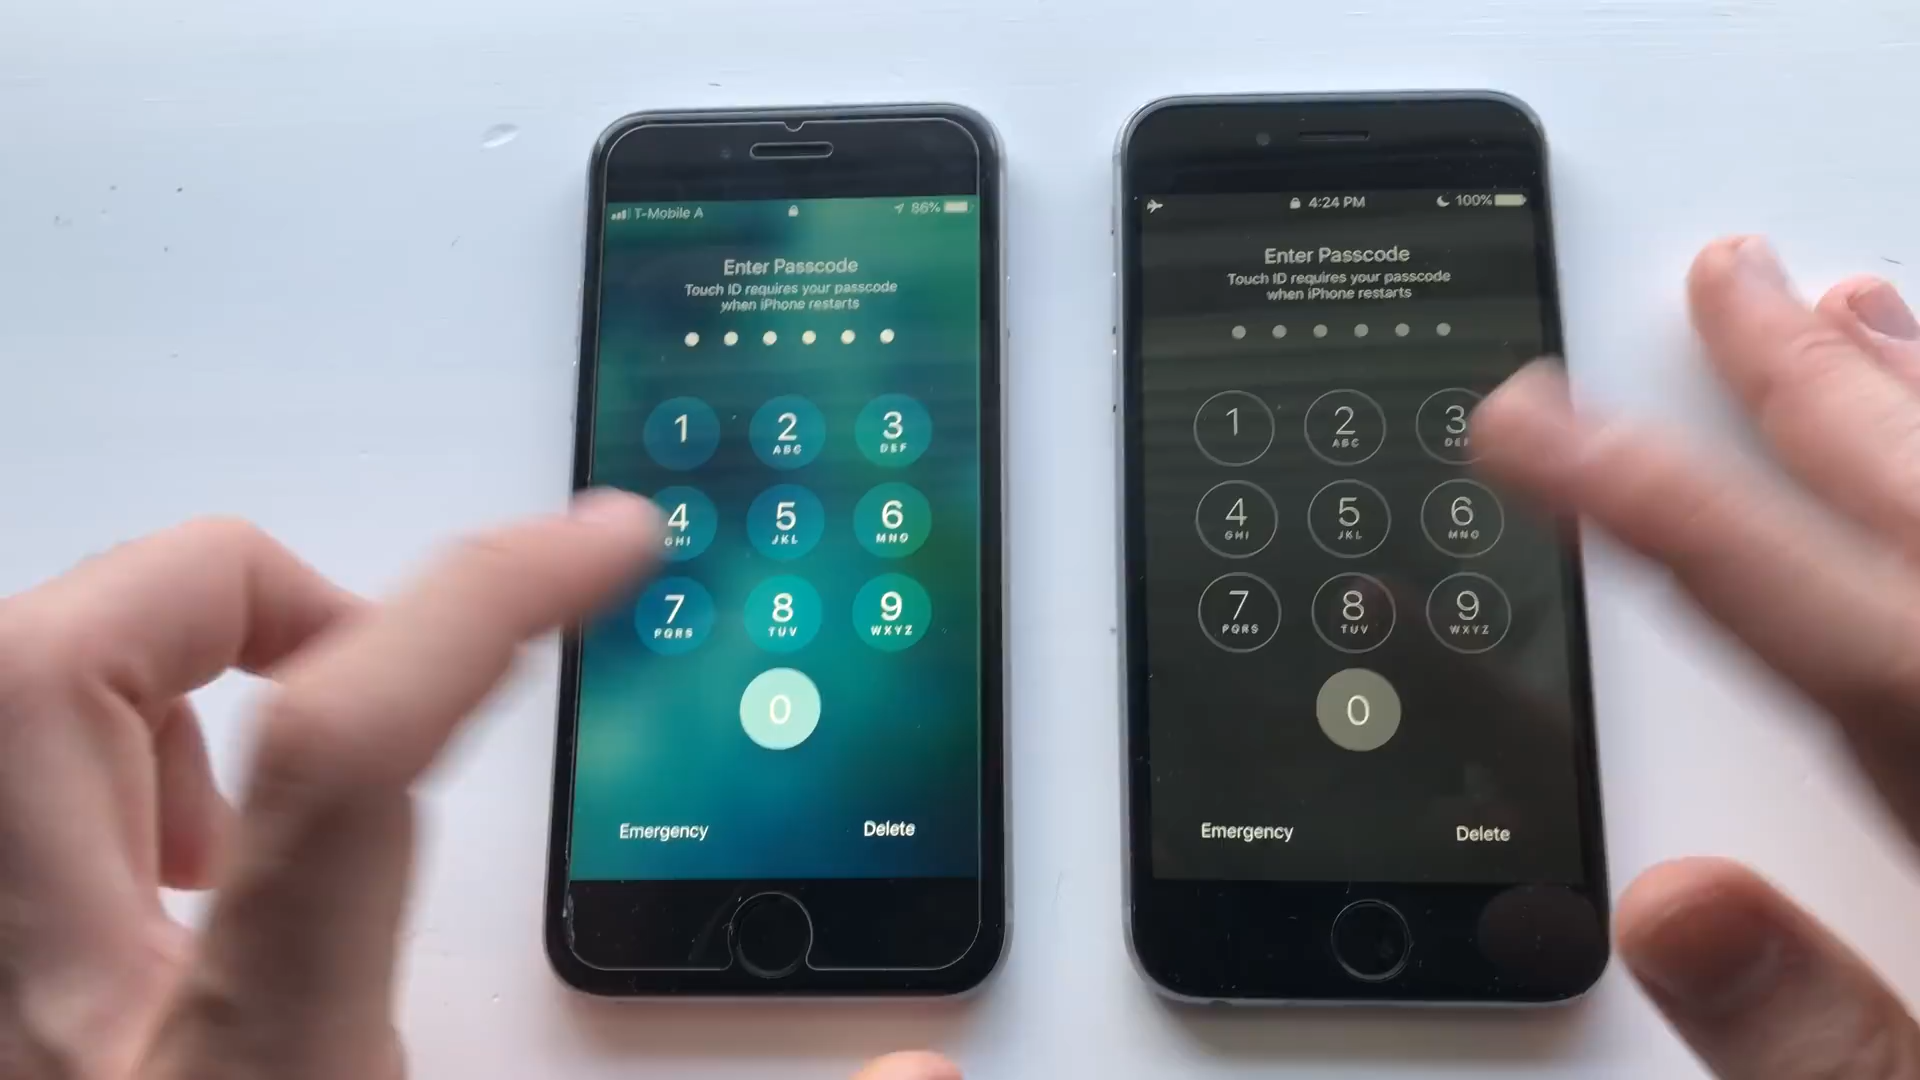 T-Mobile A
86%
Enter Passcode
Touch ID requires your passcode
when iPhone restarts
1
2
ABC
3
DEF
4
GHI
5
JKL
6
MNO
7
PQRS
8
TUV
9
WXYZ
0
Emergency
Delete
4:24 PM
100%
Enter Passcode
Touch ID requires your passcode
when iPhone restarts
1
2
ABC
3
DEF
4
GHI
5
JKL
6
MNO
7
PQRS
8
TUV
9
WXYZ
0
Emergency
Delete